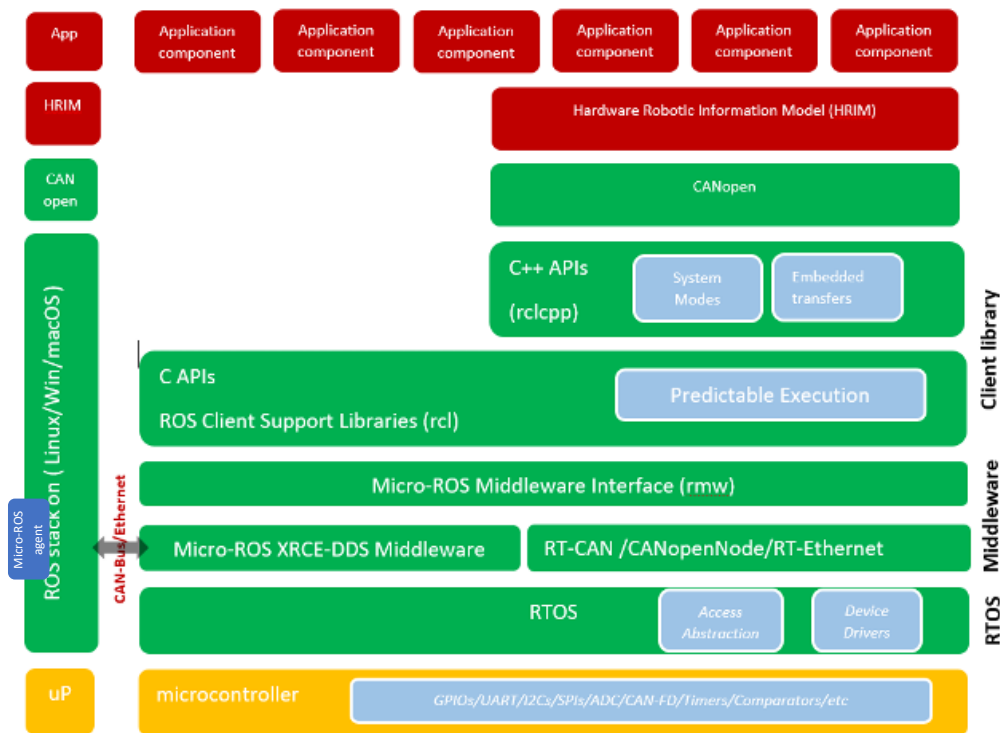 App
Application
component
Application
component
Application
component
Application
component
Application
component
Application
component
HRIM
Hardware Robotic Information Model (HRIM)
CAN
open
CANopen
C++ APIs
(rclcpp)
System
Modes
Embedded
transfers
Client library
ROS stack on ( Linux/Win/macOS )
C APIs
ROS Client Support Libraries (rcl)
Predictable Execution
Micro-ROS Middleware Interface (rmw)
Middleware
Micro-ROS
agent
CAN-Bus/Ethernet
Micro-ROS XRCE-DDS Middleware
RT-CAN /CANopenNode/RT-Ethernet
RTOS
Access
Abstraction
Device
Drivers
RTOS
uP
microcontroller
GPIOs/UART/I2Cs/SPIs/ADC/CAN-FD/Timers/Comparators/etc